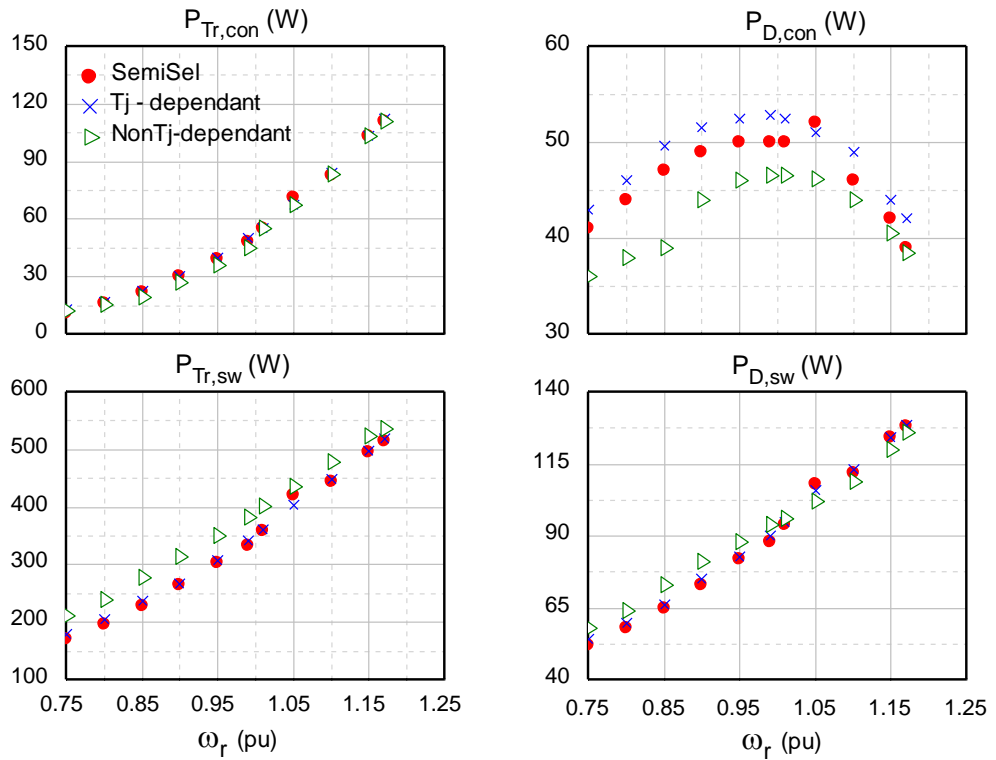 P_Tr,con (W)
150
120
90
60
30
0
SemiSel
Tj - dependant
NonTj-dependant
P_D,con (W)
60
50
40
30
P_Tr,sw (W)
600
500
400
300
200
100
0.75 0.85 0.95 1.05 1.15 1.25
ω_r (pu)
P_D,sw (W)
140
115
90
65
40
0.75 0.85 0.95 1.05 1.15 1.25
ω_r (pu)